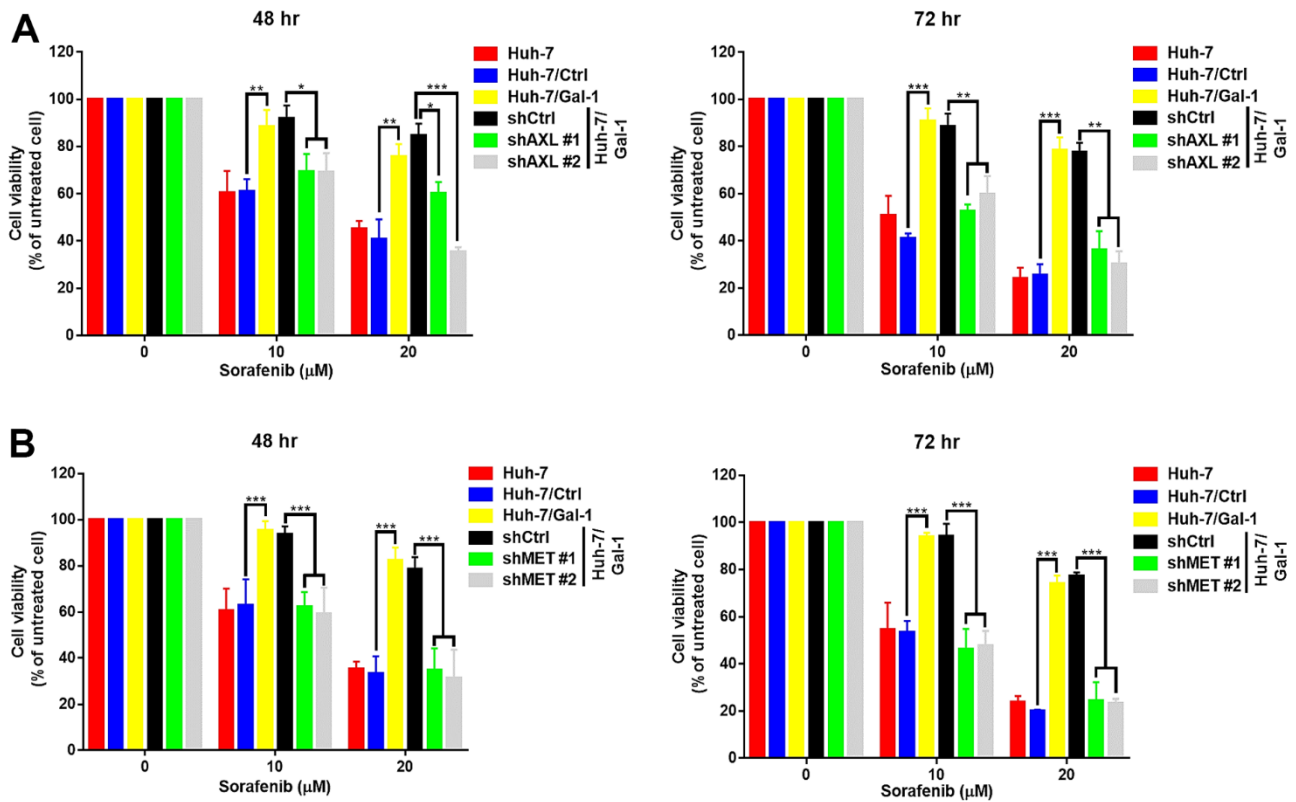 A
48 hr
120
100
80
60
40
20
0
Cell viability
(% of untreated cell)
** * ** * ***
0 10 20
Sorafenib (μM)
Huh-7
Huh-7/Ctrl
Huh-7/Gal-1
shCtrl
shAXL #1
shAXL #2
Huh-7/
Gal-1
72 hr
120
100
80
60
40
20
0
Cell viability
(% of untreated cell)
*** ** *** **
0 10 20
Sorafenib (μM)
Huh-7
Huh-7/Ctrl
Huh-7/Gal-1
shCtrl
shAXL #1
shAXL #2
Huh-7/
Gal-1
B
48 hr
120
100
80
60
40
20
0
Cell viability
(% of untreated cell)
*** *** *** ***
0 10 20
Sorafenib (μM)
Huh-7
Huh-7/Ctrl
Huh-7/Gal-1
shCtrl
shMET #1
shMET #2
Huh-7/
Gal-1
72 hr
120
100
80
60
40
20
0
Cell viability
(% of untreated cell)
*** *** *** ***
0 10 20
Sorafenib (μM)
Huh-7
Huh-7/Ctrl
Huh-7/Gal-1
shCtrl
shMET #1
shMET #2
Huh-7/
Gal-1